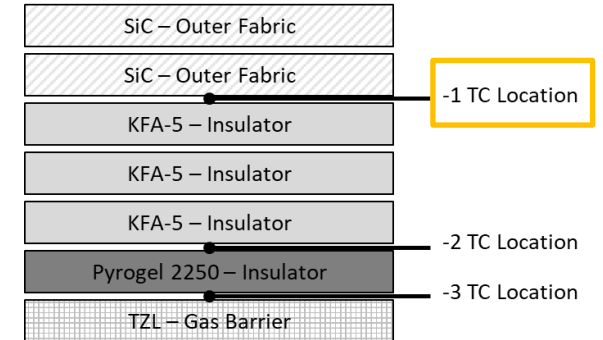 SiC – Outer Fabric
SiC – Outer Fabric
-1 TC Location
KFA-5 – Insulator
KFA-5 – Insulator
KFA-5 – Insulator
-2 TC Location
Pyrogel 2250 – Insulator
-3 TC Location
TZL – Gas Barrier